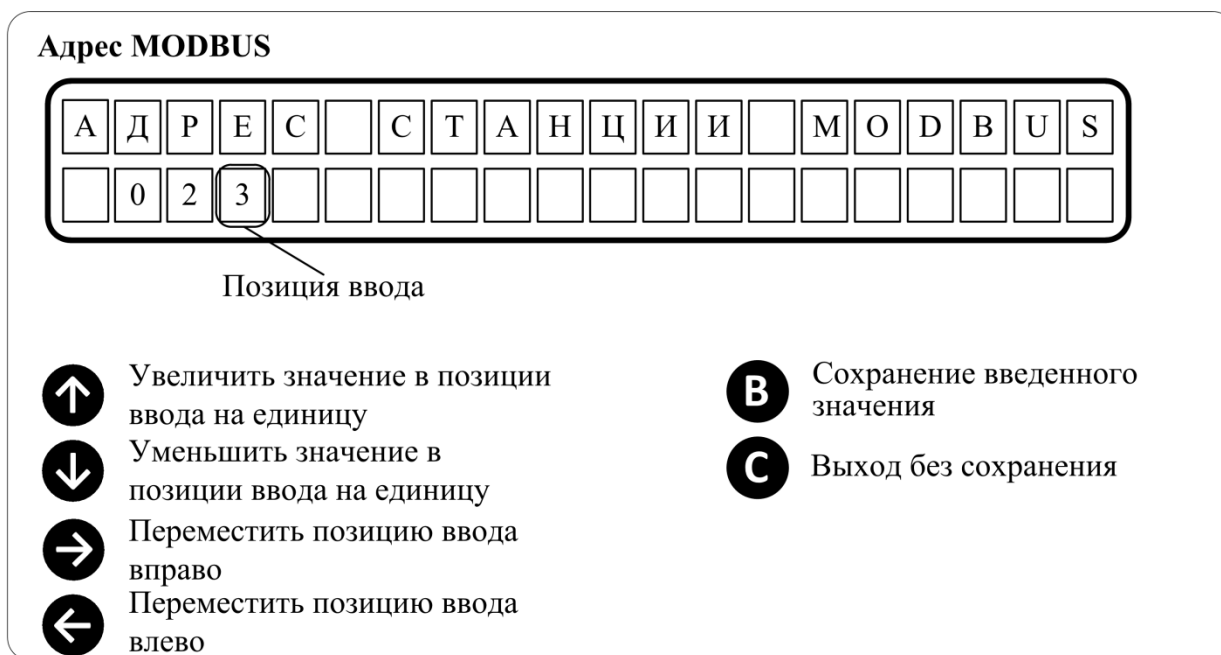 Адрес MODBUS
АДРЕС СТАНЦИИ MODBUS
023
Позиция ввода
Увеличить значение в позиции
ввода на единицу
Уменьшить значение в
позиции ввода на единицу
Переместить позицию ввода
вправо
Переместить позицию ввода
влево
B
Сохранение введенного
значения
C
Выход без сохранения